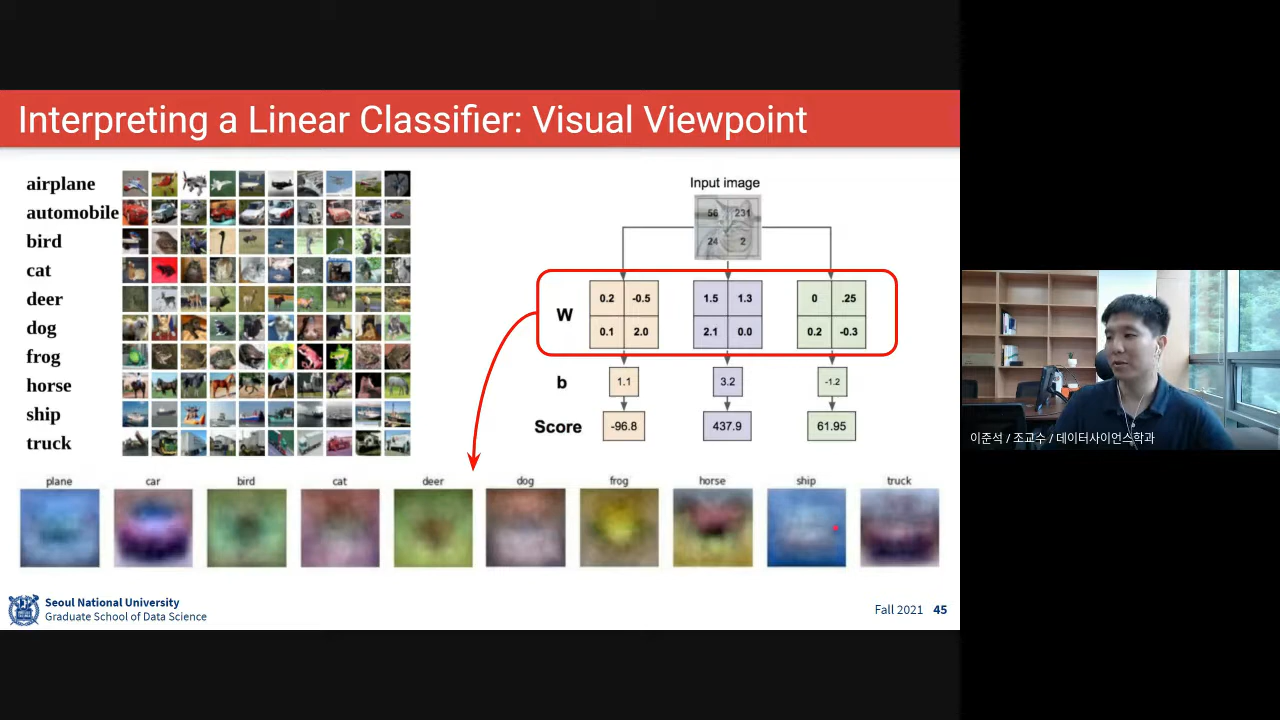 Interpreting a Linear Classifier: Visual Viewpoint
airplane
automobile
bird
cat
deer
dog
frog
horse
ship
truck
Input image
56 231
24 2
W
0.2 -0.5
0.1 2.0
1.5 1.3
2.1 0.0
0 .25
0.2 -0.3
b
1.1 3.2 -1.2
Score
-96.8 437.9 61.95
plane car bird cat deer dog frog horse ship truck
Seoul National University
Graduate School of Data Science
Fall 2021 45
이준석 / 조교수 / 데이터사이언스학과